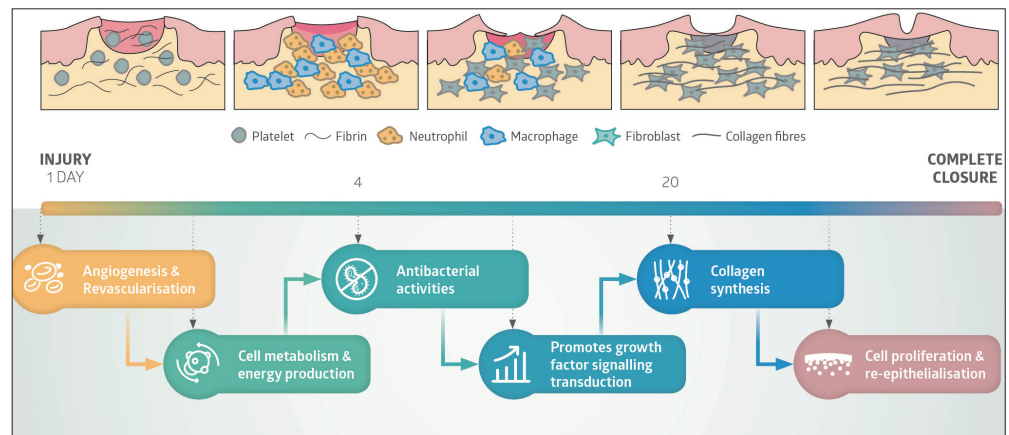 Platelet
Fibrin
Neutrophil
Macrophage
Fibroblast
Collagen fibres
INJURY
1 DAY
4
20
COMPLETE
CLOSURE
Angiogenesis &
Revascularisation
Cell metabolism &
energy production
Antibacterial
activities
Promotes growth
factor signalling
transduction
Collagen
synthesis
Cell proliferation &
re-epithelialisation